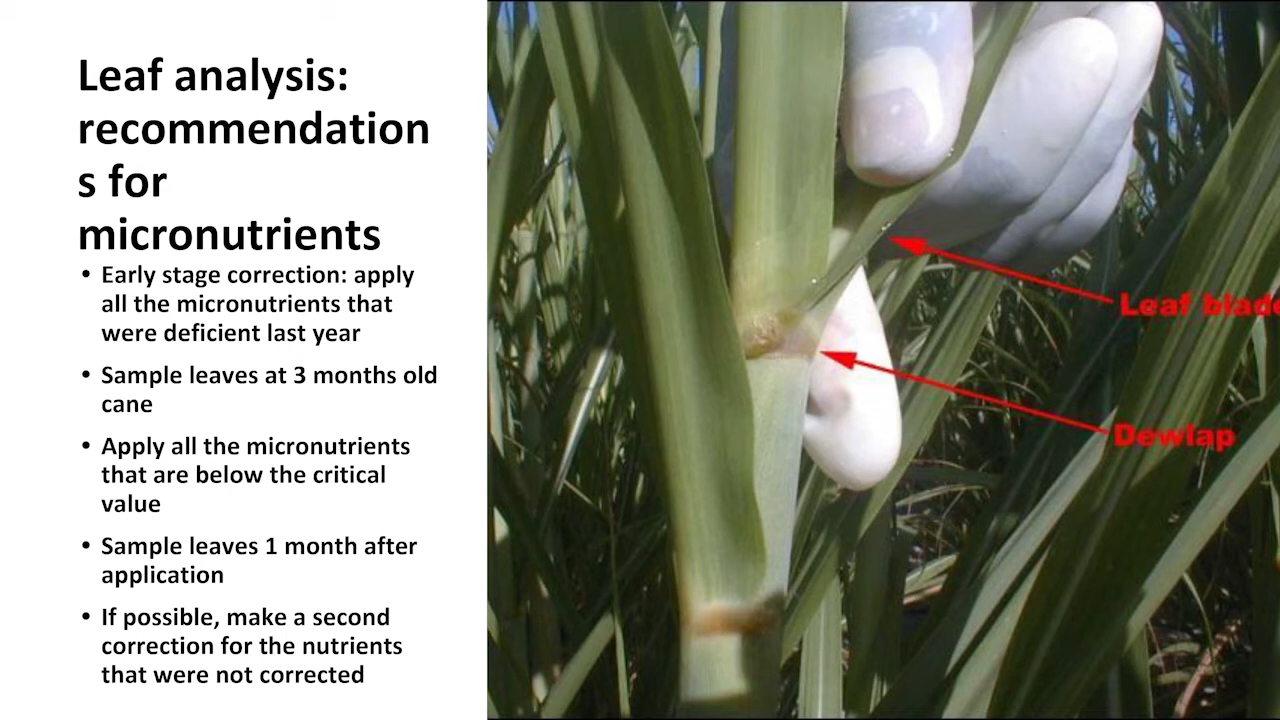 Leaf analysis:
recommendation
s for
micronutrients
• Early stage correction: apply
all the micronutrients that
were deficient last year
• Sample leaves at 3 months old
cane
• Apply all the micronutrients
that are below the critical
value
• Sample leaves 1 month after
application
• If possible, make a second
correction for the nutrients
that were not corrected
Leaf blade
Dewlap